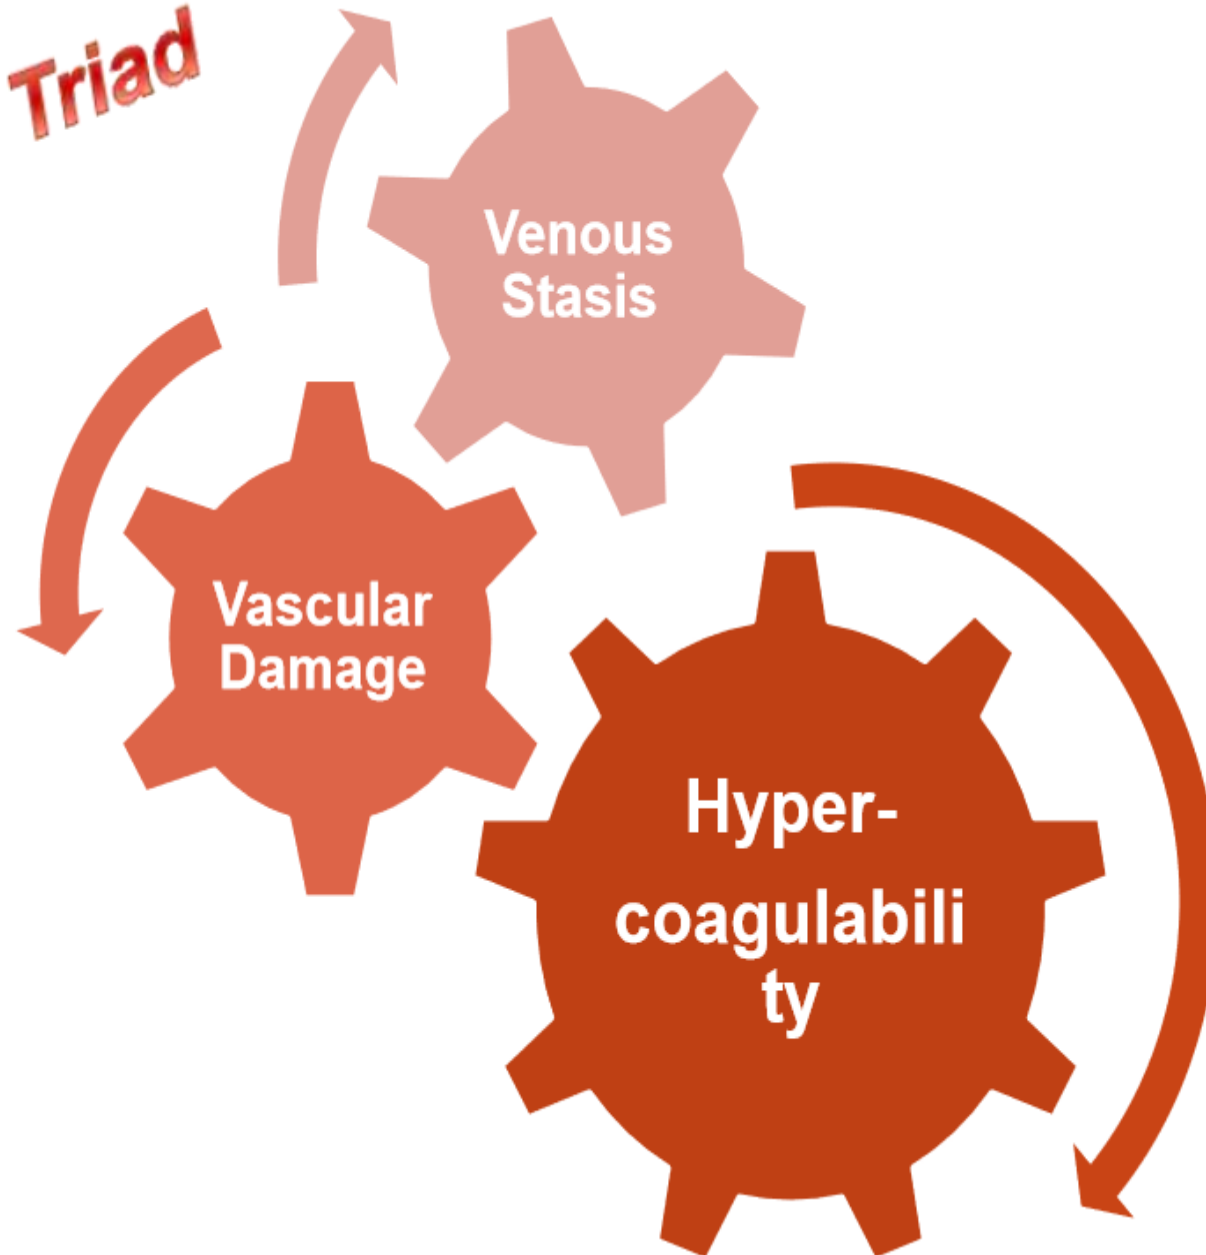 Triad
Venous
Stasis
Vascular
Damage
Hyper-
coagulabili
ty